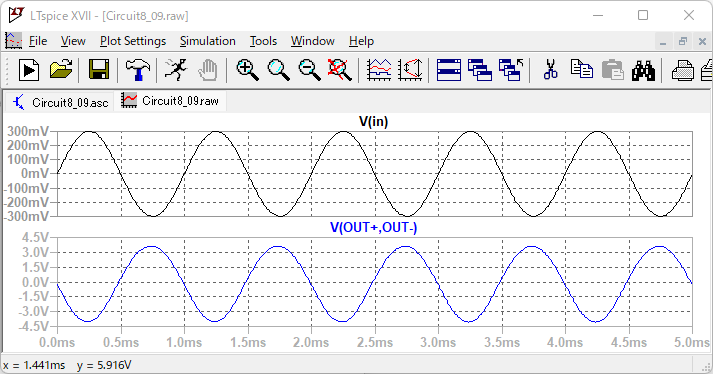 LTspice XVII - [Circuit8_09.raw]
File View Plot Settings Simulation Tools Window Help
Circuit8_09.asc Circuit8_09.raw
V(in)
300mV
200mV
100mV
0mV
-100mV
-200mV
-300mV
V(OUT+,OUT-)
4.5V
3.0V
1.5V
0.0V
-1.5V
-3.0V
-4.5V
0.0ms 0.5ms 1.0ms 1.5ms 2.0ms 2.5ms 3.0ms 3.5ms 4.0ms 4.5ms 5.0ms
x = 1.441ms y = 5.916V